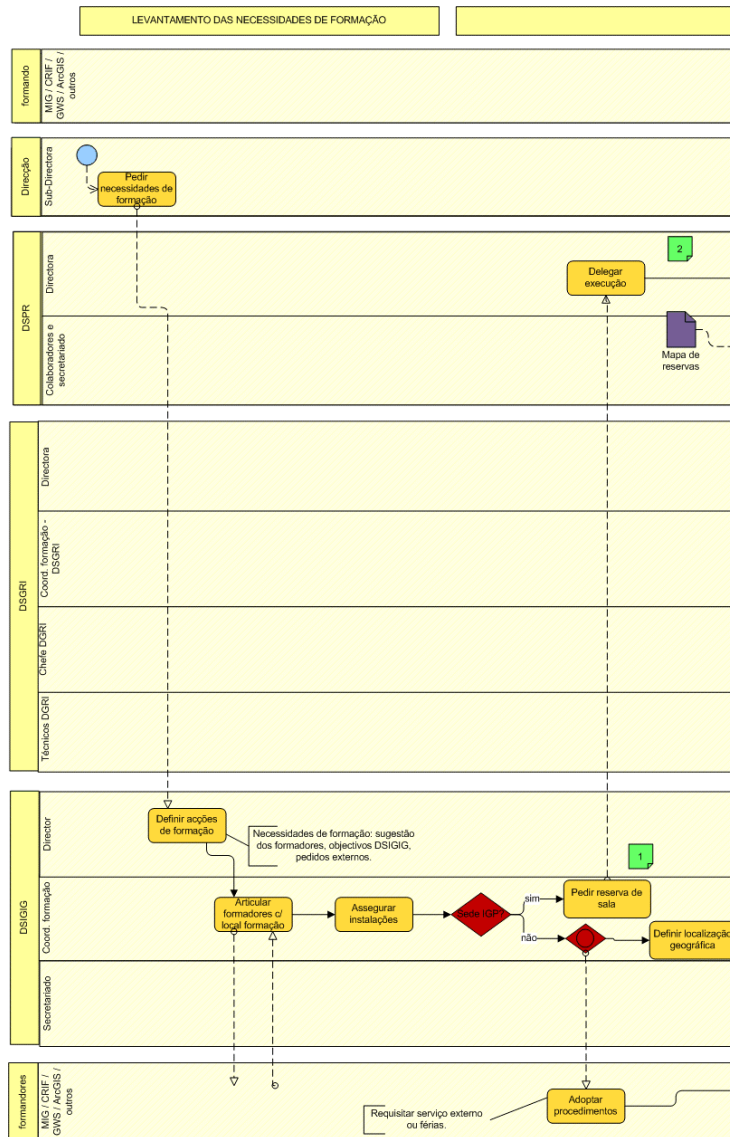 LEVANTAMENTO DAS NECESSIDADES DE FORMAÇÃO
formando
MIG / CRIF /
GWS / ArcGIS /
outros
Direcção
Sub-Directora
Pedir
necessidades de
formação
DSPR
Directora
Delegar
execução
2
Colaboradores e
secretariado
Mapa de
reservas
DSGRI
Directora
Coord. formação -
DSGRI
Chefe DGRI
Técnicos DGRI
DSIGIG
Director
Definir acções
de formação
Necessidades de formação: sugestão
dos formadores, objectivos DSIGIG,
pedidos externos.
1
Coord. formação
Articular
formadores c/
local formação
Assegurar
instalações
Sede IGP?
sim
não
Pedir reserva de
sala
Definir localização
geográfica
Secretariado
formandores
MIG / CRIF /
GWS / ArcGIS /
outros
Requisitar serviço externo
ou férias.
Adoptar
procedimentos